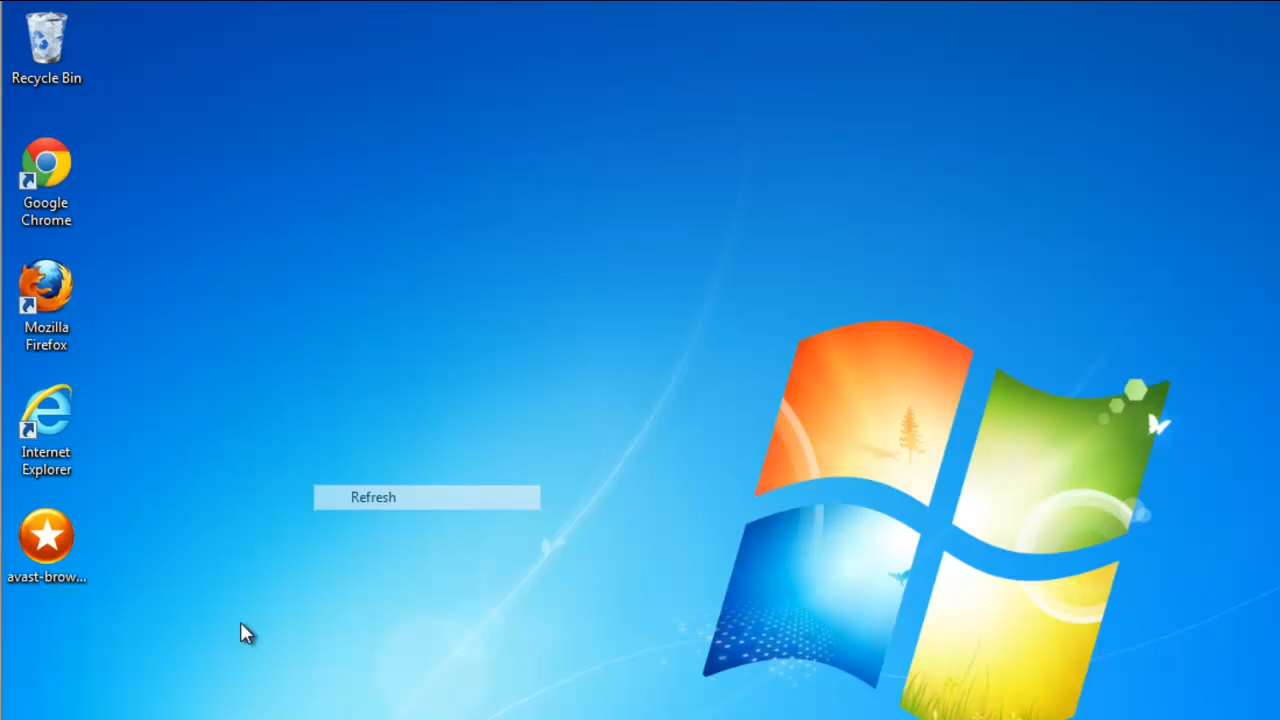 Recycle Bin
Google
Chrome
Mozilla
Firefox
Internet
Explorer
Refresh
avast-brow...